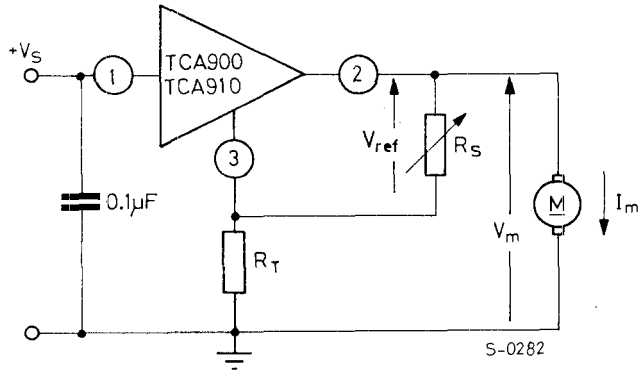 +VS
1
TCA900
TCA910
2
3
Vref
RS
0.1µF
RT
Vm
M
Im
S-0282